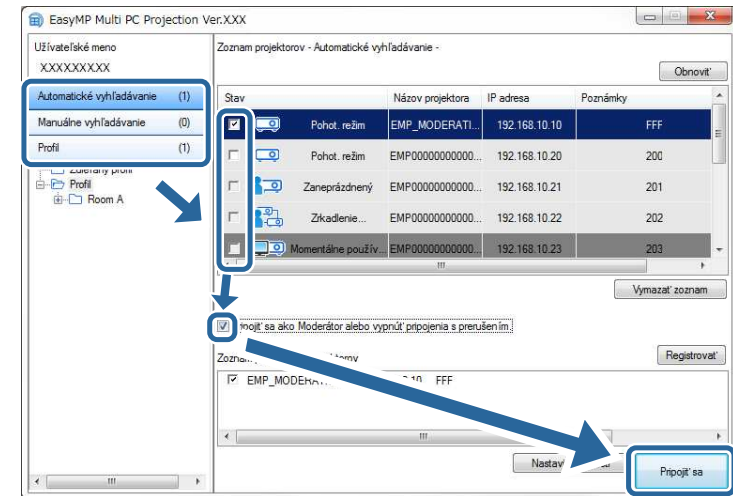 EasyMP Multi PC Projection Ver.XXX
Užívateľské meno
XXXXXXXXX
Automatické vyhľadávanie (1)
Manuálne vyhľadávanie (0)
Profil (1)
Zdieľaný profil
Profil
Room A
Zoznam projektorov - Automatické vyhľadávanie -
Obnoviť
Stav Názov projektora IP adresa Poznámky
Pohot. režim EMP_MODERATI... 192.168.10.10 FFF
Pohot. režim EMP00000000000... 192.168.10.20 200
Zaneprázdnený EMP00000000000... 192.168.10.21 201
Zrkadlenie... EMP00000000000... 192.168.10.22 202
Momentálne použív... EMP00000000000... 192.168.10.23 203
Vymazať zoznam
sa ako Moderátor alebo vypnúť pripojenia s prerušením.
Registrovať
EMP_MODERA FFF
Pripojiť sa